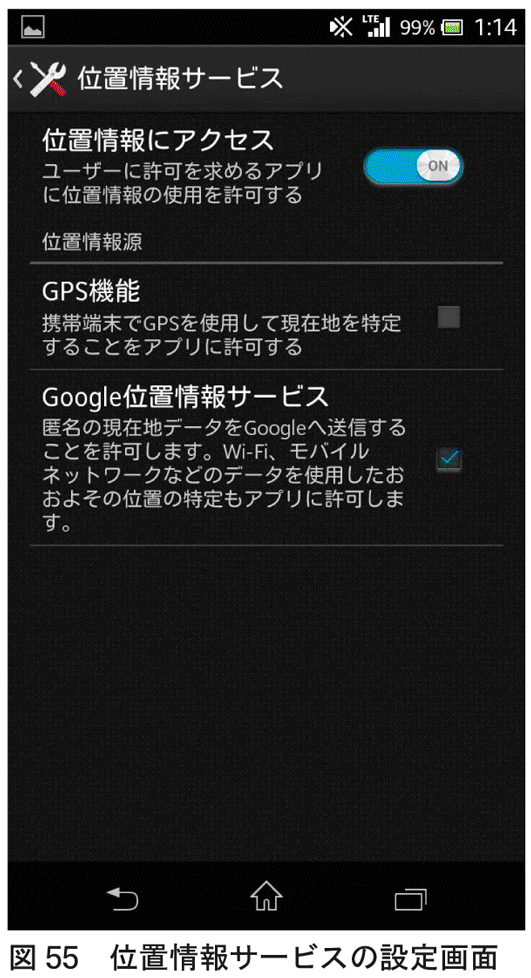 LTE 99% 1:14
位置情報サービス
位置情報にアクセス
ユーザーに許可を求めるアプリ
に位置情報の使用を許可する
ON
位置情報源
GPS機能
携帯端末でGPSを使用して現在地を特定
することをアプリに許可する
Google位置情報サービス
匿名の現在地データをGoogleへ送信する
ことを許可します。Wi-Fi、モバイル
ネットワークなどのデータを使用したお
およその位置の特定もアプリに許可しま
す。
図 55 位置情報サービスの設定画面